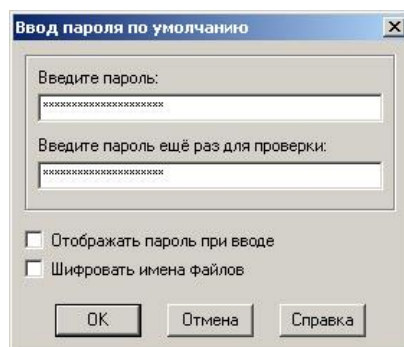 Ввод пароля по умолчанию
Введите пароль:
*********************
Введите пароль ещё раз для проверки:
*********************
Отображать пароль при вводе
Шифровать имена файлов
OK Отмена Справка